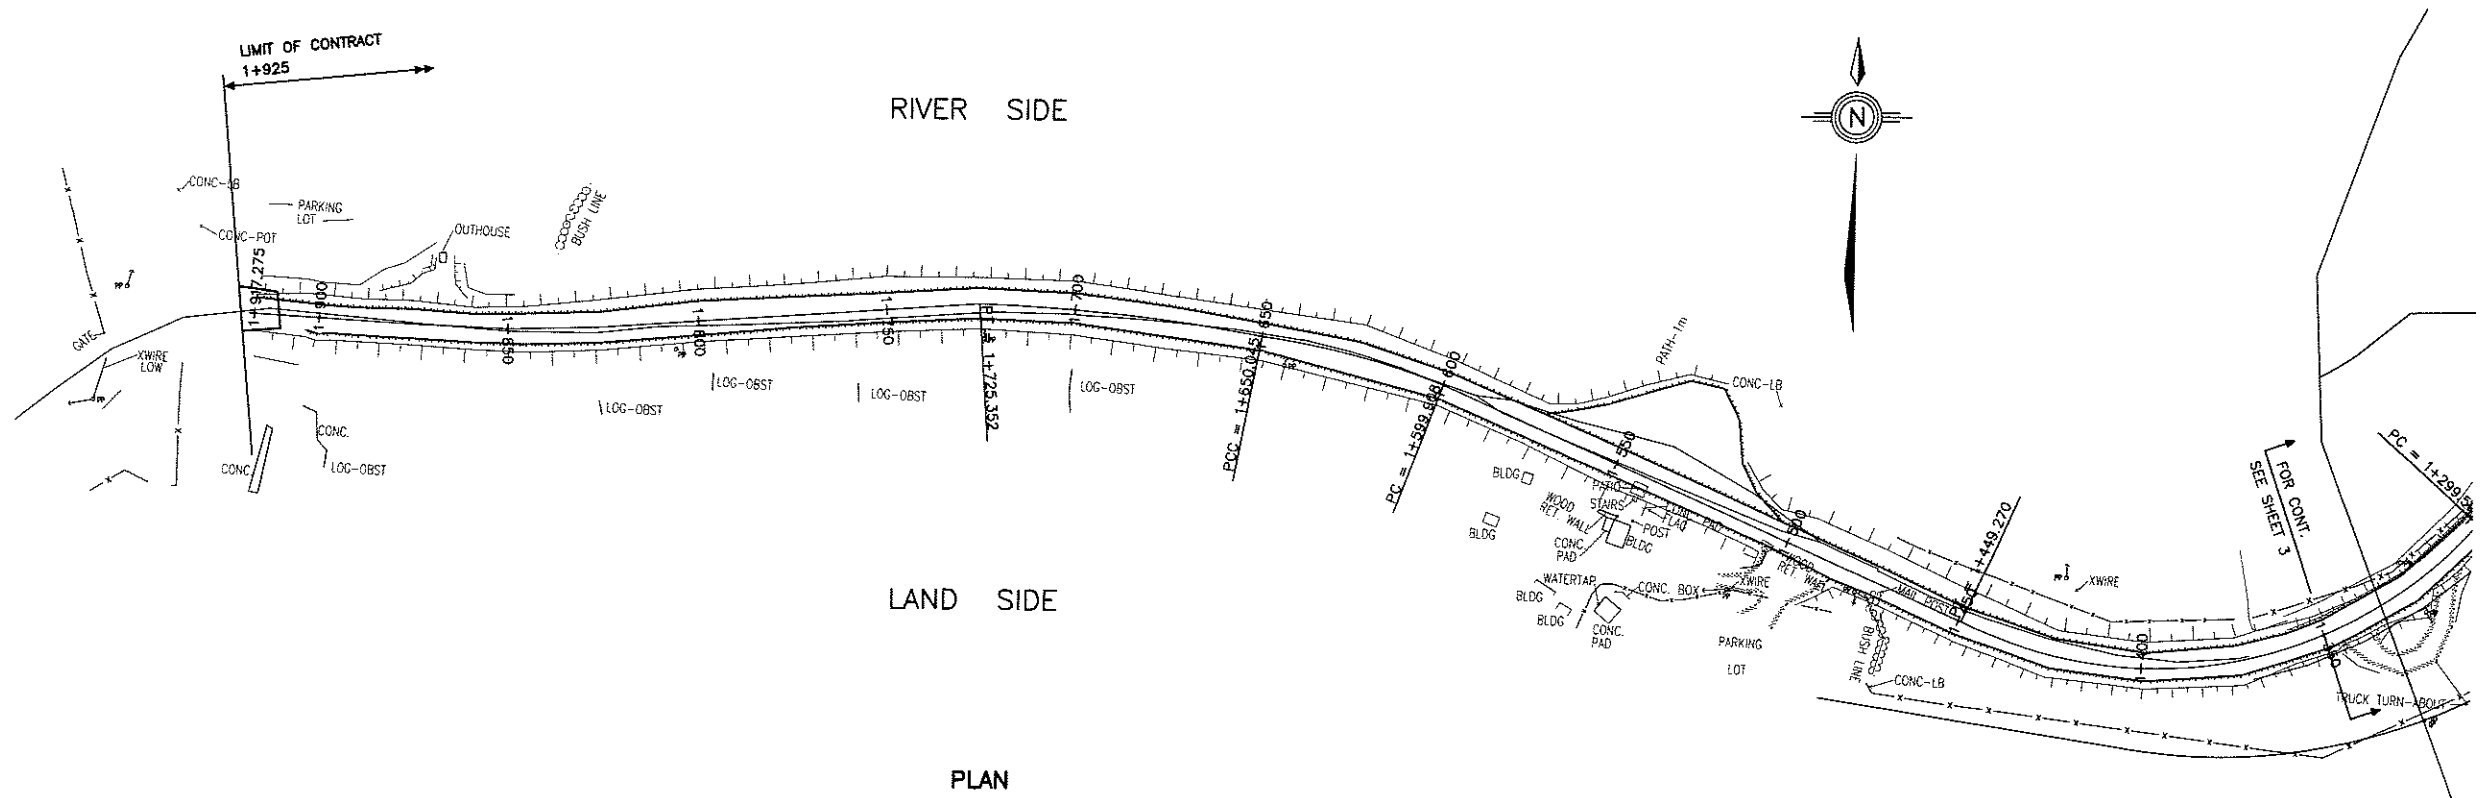 LIMIT OF CONTRACT
1+925
RIVER SIDE
N
CONC-LB
PARKING
LOT
CONC-POT
OUTHOUSE
BUSH LINE
1+917.275
1+900
PP
GATE
XWIRE
LOW
PP
1+850
1+800
1+750
1+700
1+725.352
PCC = 1+650.045
1+650
PC = 1+599.968
1+600
PATH-1m
CONC-LB
LOG-OBST
LOG-OBST
LOG-OBST
LOG-OBST
CONC.
LOG-OBST
CONC
1+550
BLDG
PATIO
STAIRS
WOOD
RET. WALL
FLAG
POST
CONC
PAD
BLDG
BLDG
1+500
WOOD
RET. WALL
WATERTAP
CONC. BOX
XWIRE
BLDG
BLDG
CONC.
PAD
PARKING
LOT
MAIL POST
BUSH LINE
CONC-LB
1+449.270
1+450
PP
XWIRE
1+400
FOR CONT.
SEE SHEET 3
PC = 1+299.5
TRUCK TURN-ABOUT
LAND SIDE
PLAN